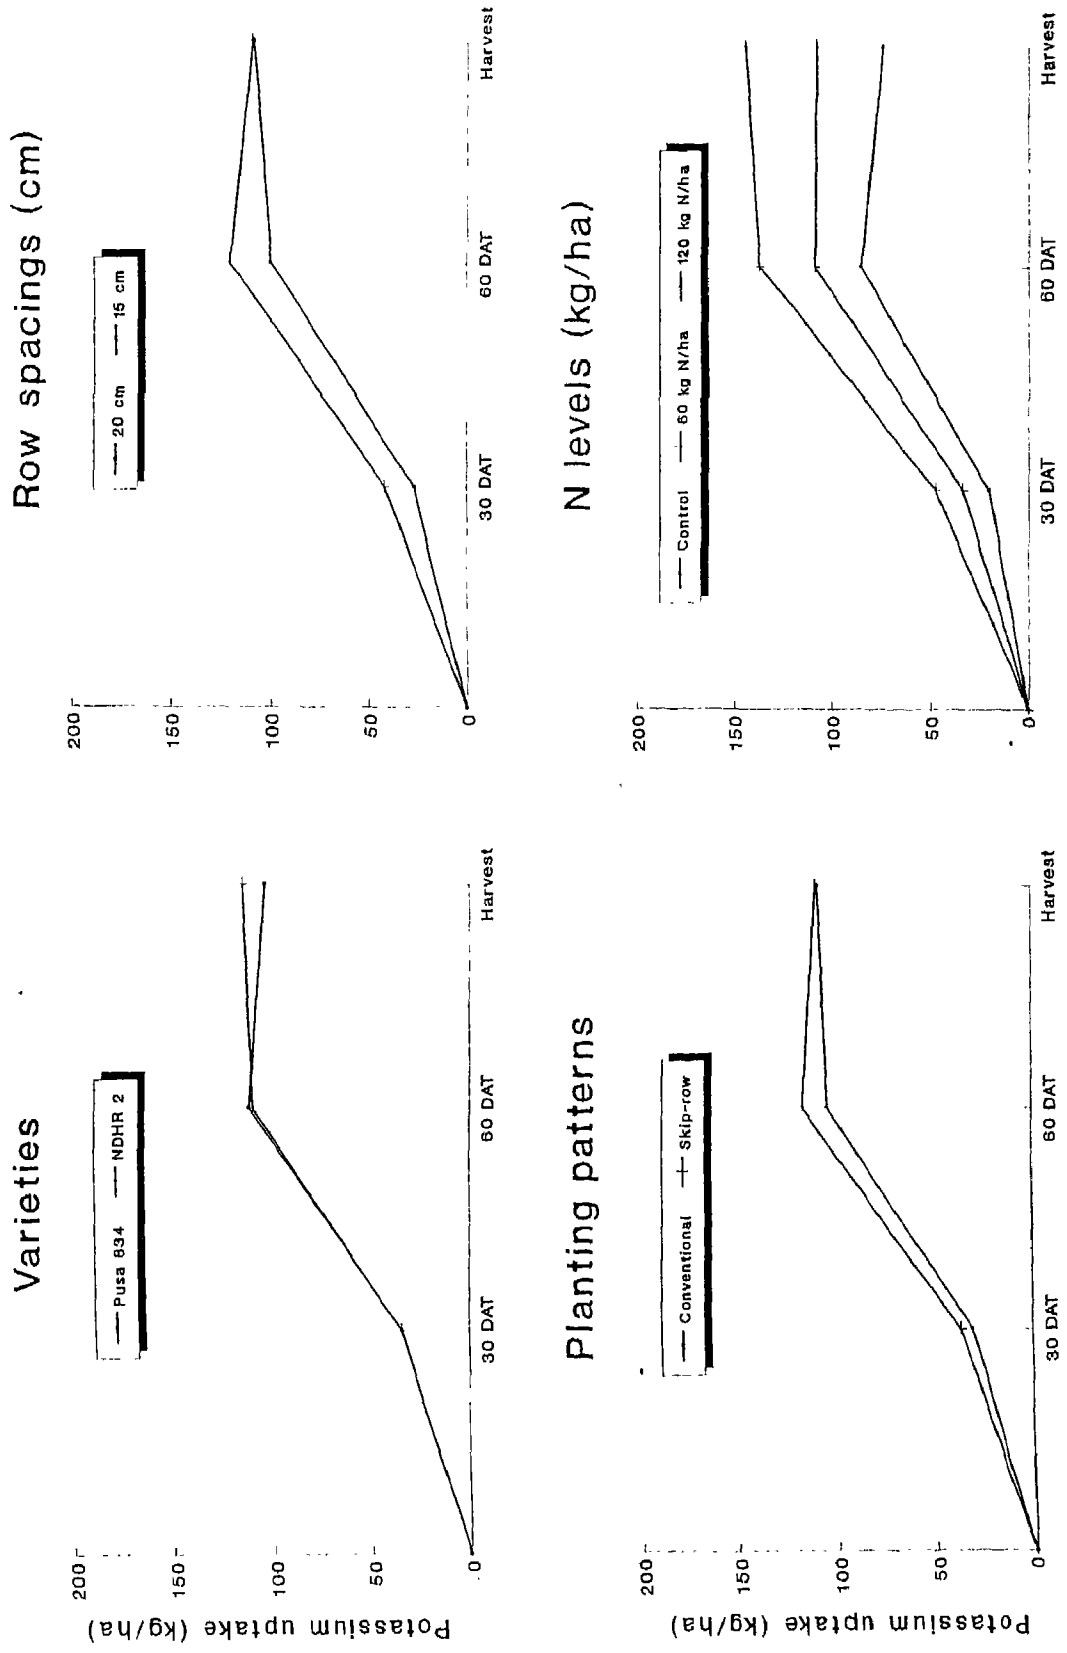 Varieties
Pusa 834 NDHR 2
Potassium uptake (kg/ha)
200
150
100
50
0
30 DAT 60 DAT Harvest
Row spacings (cm)
20 cm 15 cm
200
150
100
50
0
30 DAT 60 DAT Harvest
Planting patterns
Conventional Skip-row
Potassium uptake (kg/ha)
200
150
100
50
0
30 DAT 60 DAT Harvest
N levels (kg/ha)
Control 60 kg N/ha 120 kg N/ha
200
150
100
50
0
30 DAT 60 DAT Harvest